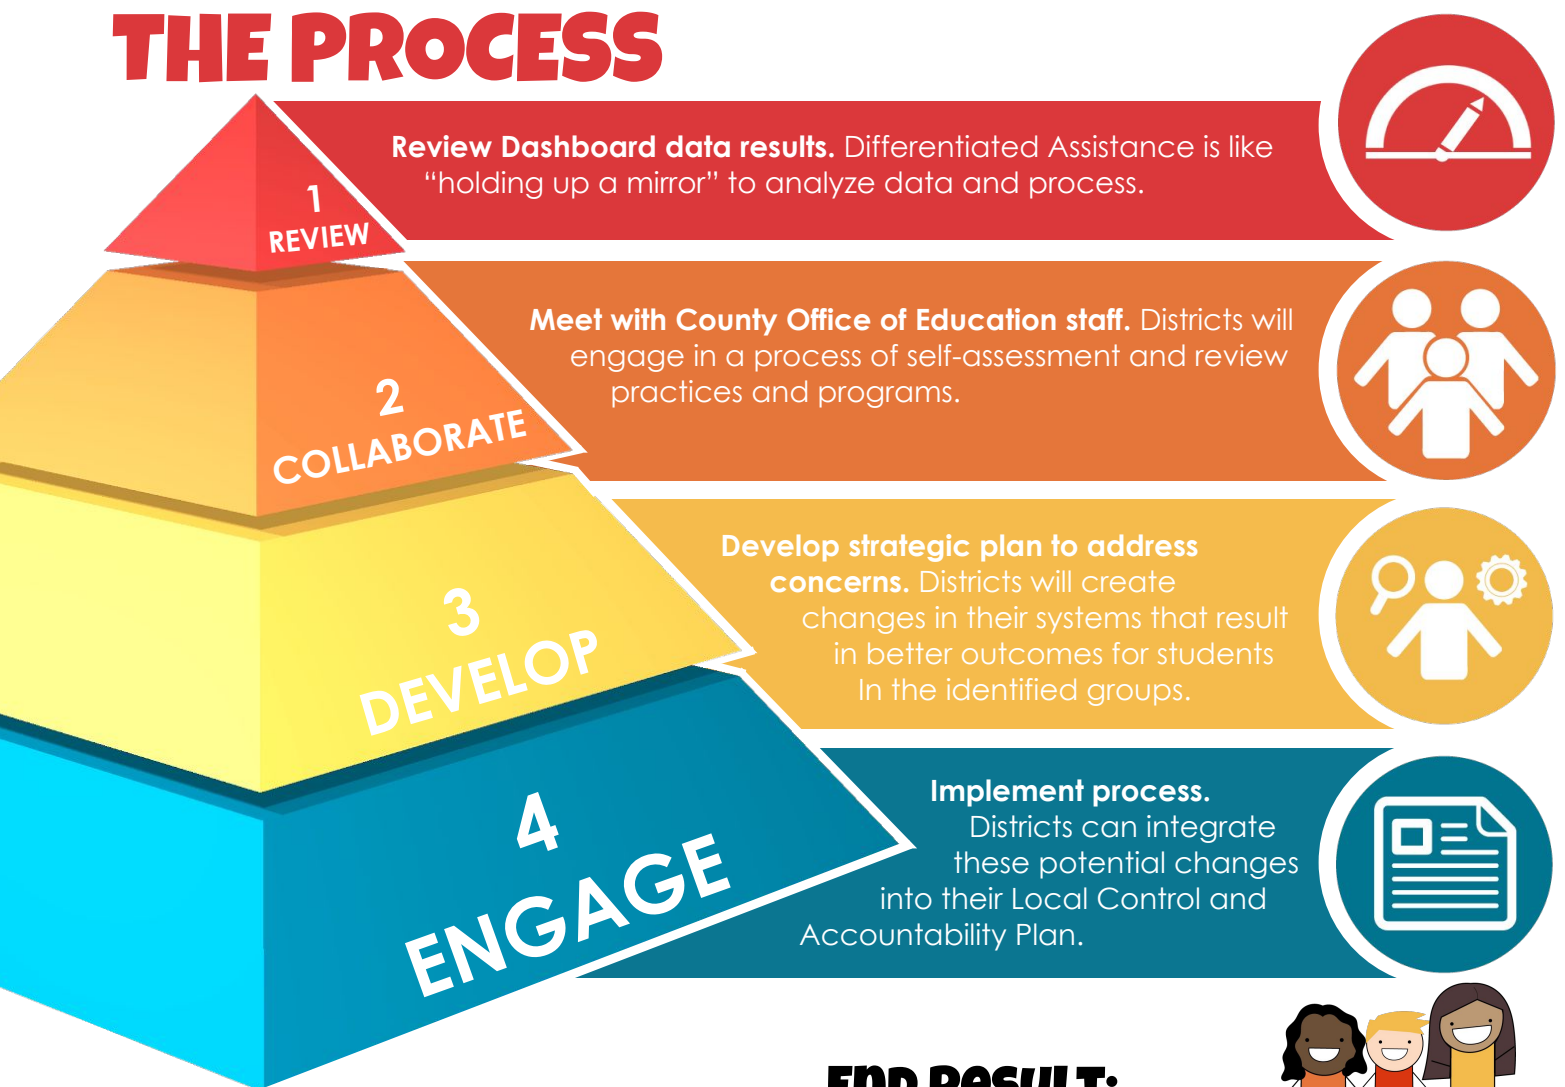 THE PROCESS
1
REVIEW
Review Dashboard data results. Differentiated Assistance is like
“holding up a mirror” to analyze data and process.
2
COLLABORATE
Meet with County Office of Education staff. Districts will
engage in a process of self-assessment and review
practices and programs.
3
DEVELOP
Develop strategic plan to address
concerns. Districts will create
changes in their systems that result
in better outcomes for students
In the identified groups.
4
ENGAGE
Implement process.
Districts can integrate
these potential changes
into their Local Control and
Accountability Plan.
END RESULT: